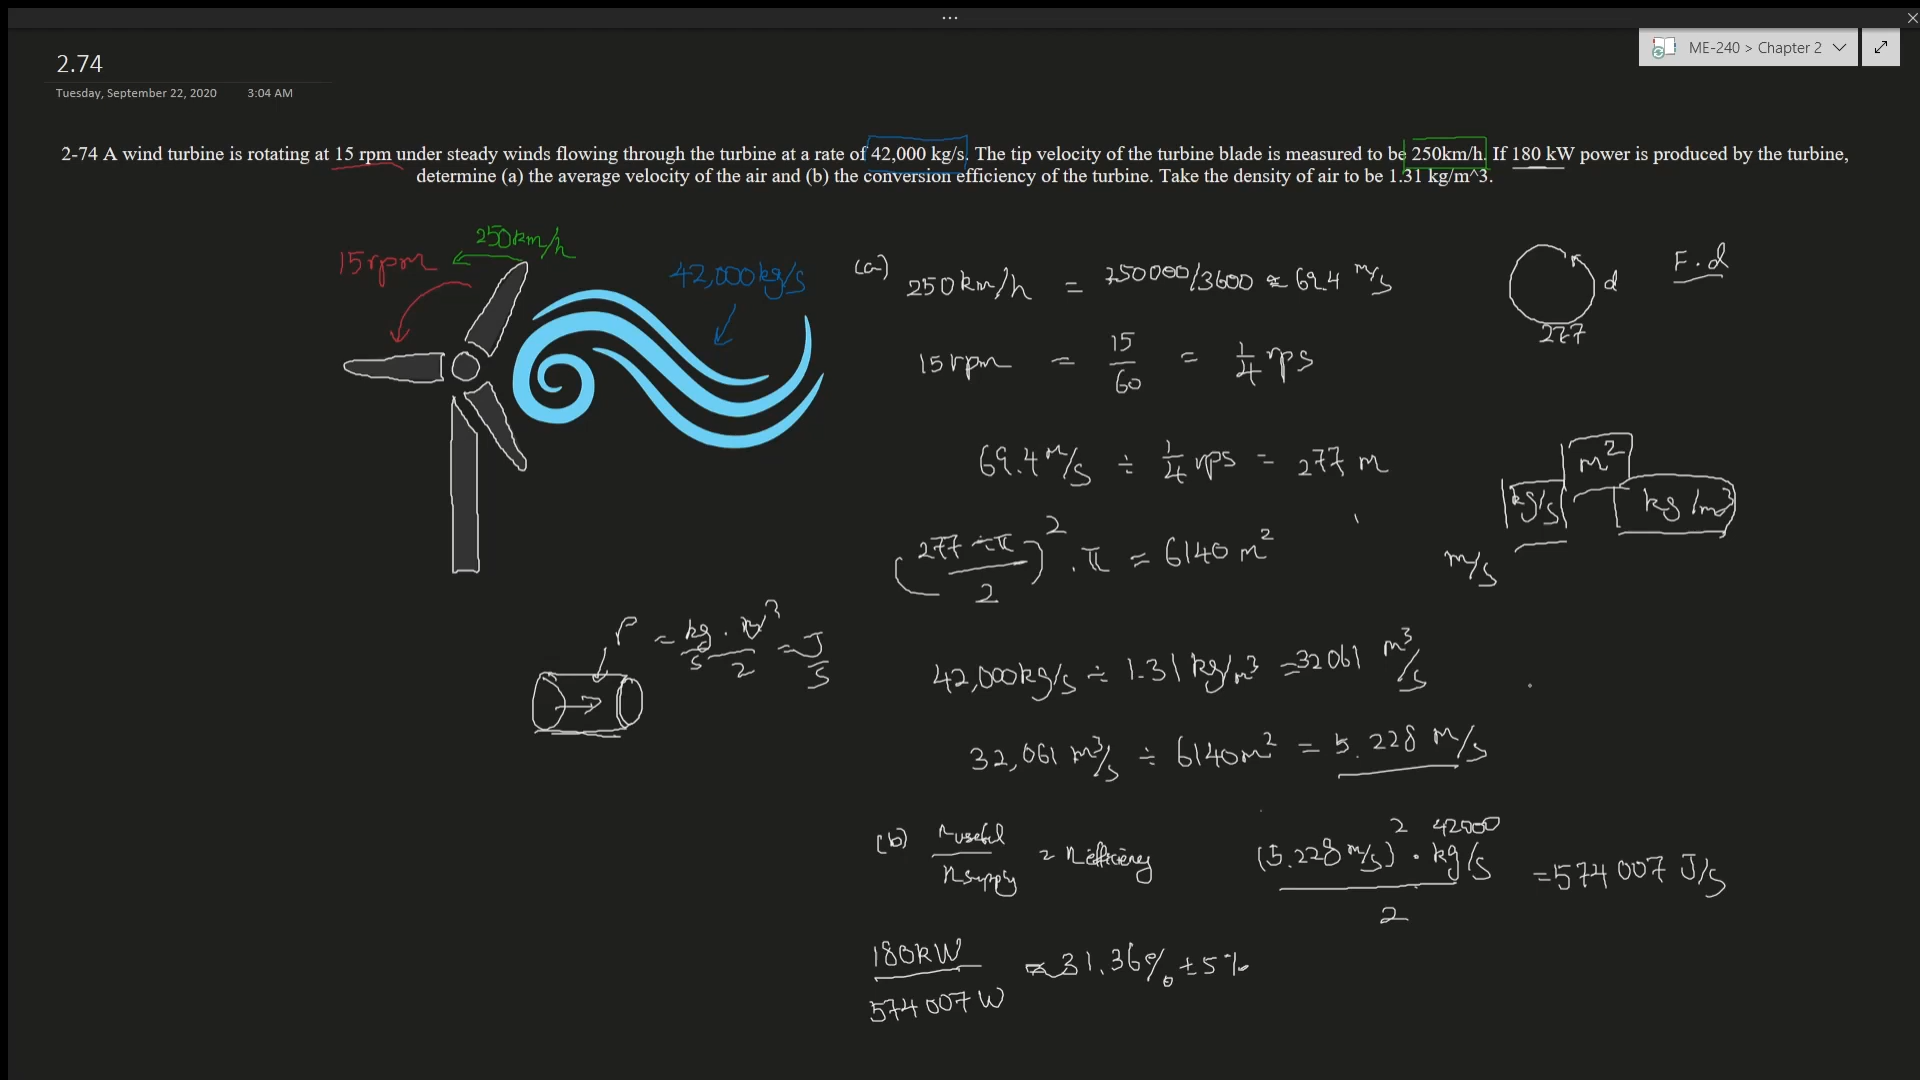 ...
ME-240 > Chapter 2
2.74
Tuesday, September 22, 2020 3:04 AM
2-74 A wind turbine is rotating at 15 rpm under steady winds flowing through the turbine at a rate of 42,000 kg/s. The tip velocity of the turbine blade is measured to be 250km/h. If 180 kW power is produced by the turbine,
determine (a) the average velocity of the air and (b) the conversion efficiency of the turbine. Take the density of air to be 1.31 kg/m^3.
250km/h
15rpm
42,000kg/s
(a) 250km/h = 250000/3600 ≈ 69.4 m/s
d
277
F.d
15rpm = 15/60 = 1/4 rps
69.4 m/s ÷ 1/4 rps = 277 m
m²
kg/s
kg/m³
m/s
((277 ÷ π)/2)² . π = 6140 m²
= kg/s . /2 = J/s
42,000kg/s ÷ 1.31 kg/m³ = 32061 m³/s
32,061 m³/s ÷ 6140m² = 5.228 m/s
(b) useful / supply = efficiency
(5.228 m/s)² . 42000 kg/s / 2 = 574007 J/s
180kW / 574007W ≈ 31.36% ± 5%